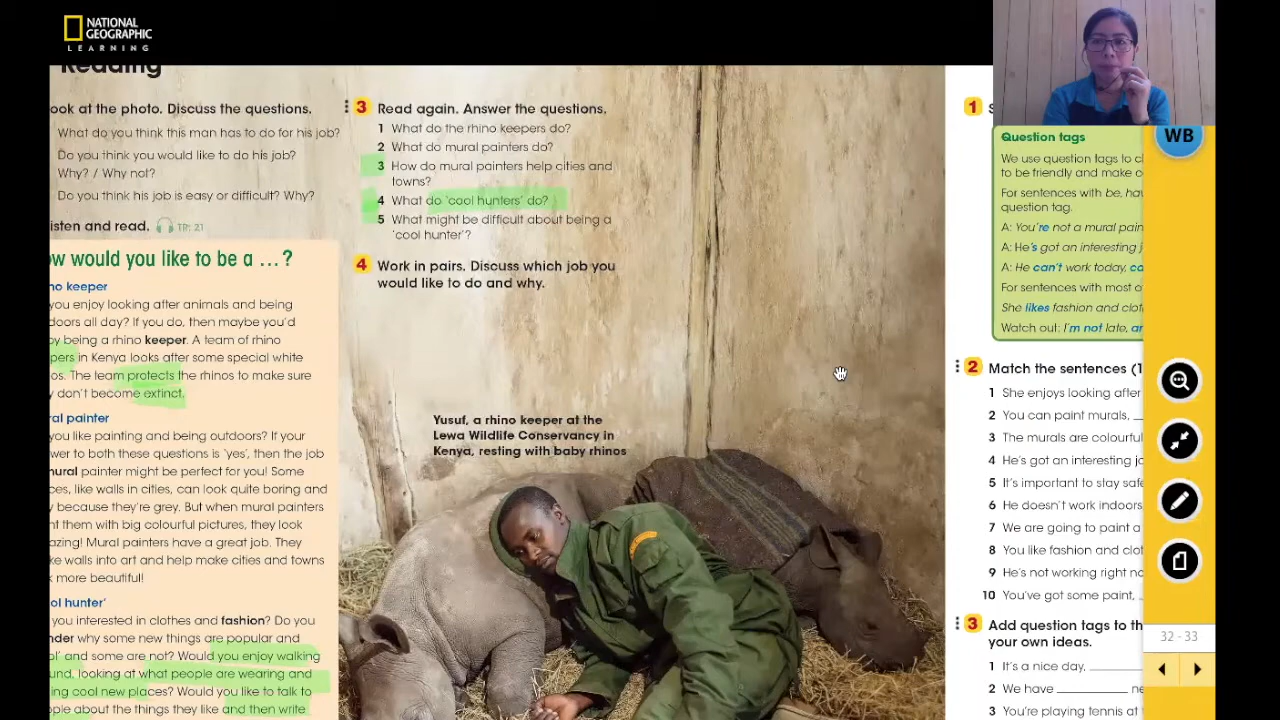 NATIONAL
GEOGRAPHIC
LEARNING
Reading
ook at the photo. Discuss the questions.
What do you think this man has to do for his job?
Do you think you would like to do his job?
Why? / Why not?
Do you think his job is easy or difficult? Why?
isten and read. TR: 21
ow would you like to be a ...?
no keeper
you enjoy looking after animals and being
doors all day? If you do, then maybe you'd
by being a rhino keeper. A team of rhino
pers in Kenya looks after some special white
os. The team protects the rhinos to make sure
y don't become extinct.
ral painter
you like painting and being outdoors? If your
wer to both these questions is 'yes', then the job
mural painter might be perfect for you! Some
ces, like walls in cities, can look quite boring and
y because they're grey. But when mural painters
nt them with big colourful pictures, they look
azing! Mural painters have a great job. They
ke walls into art and help make cities and towns
k more beautiful!
ol hunter'
you interested in clothes and fashion? Do you
nder why some new things are popular and
ol' and some are not? Would you enjoy walking
und, looking at what people are wearing and
ing cool new places? Would you like to talk to
ople about the things they like and then write
3 Read again. Answer the questions.
1 What do the rhino keepers do?
2 What do mural painters do?
3 How do mural painters help cities and
towns?
4 What do 'cool hunters' do?
5 What might be difficult about being a
'cool hunter'?
4 Work in pairs. Discuss which job you
would like to do and why.
Yusuf, a rhino keeper at the
Lewa Wildlife Conservancy in
Kenya, resting with baby rhinos
1 S
Question tags
We use question tags to c
to be friendly and make c
For sentences with be, hav
question tag.
A: You're not a mural pain
A: He's got an interesting j
A: He can't work today, ca
For sentences with most o
She likes fashion and clot
Watch out: I'm not late, ar
2 Match the sentences (1
1 She enjoys looking after
2 You can paint murals, __
3 The murals are colourful
4 He's got an interesting jo
5 It's important to stay safe
6 He doesn't work indoors
7 We are going to paint a
8 You like fashion and clot
9 He's not working right no
10 You've got some paint, _
3 Add question tags to th
your own ideas.
1 It's a nice day, ________
2 We have ________ ne
3 You're playing tennis at t
WB
32 - 33